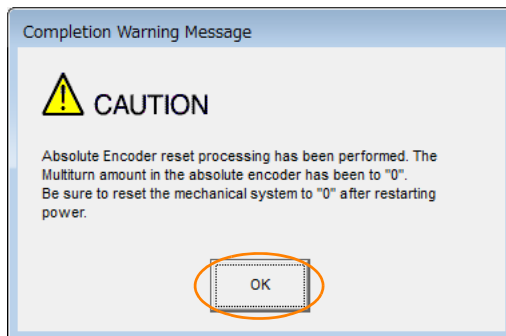 Completion Warning Message
CAUTION
Absolute Encoder reset processing has been performed. The
Multiturn amount in the absolute encoder has been to "0".
Be sure to reset the mechanical system to "0" after restarting
power.
OK